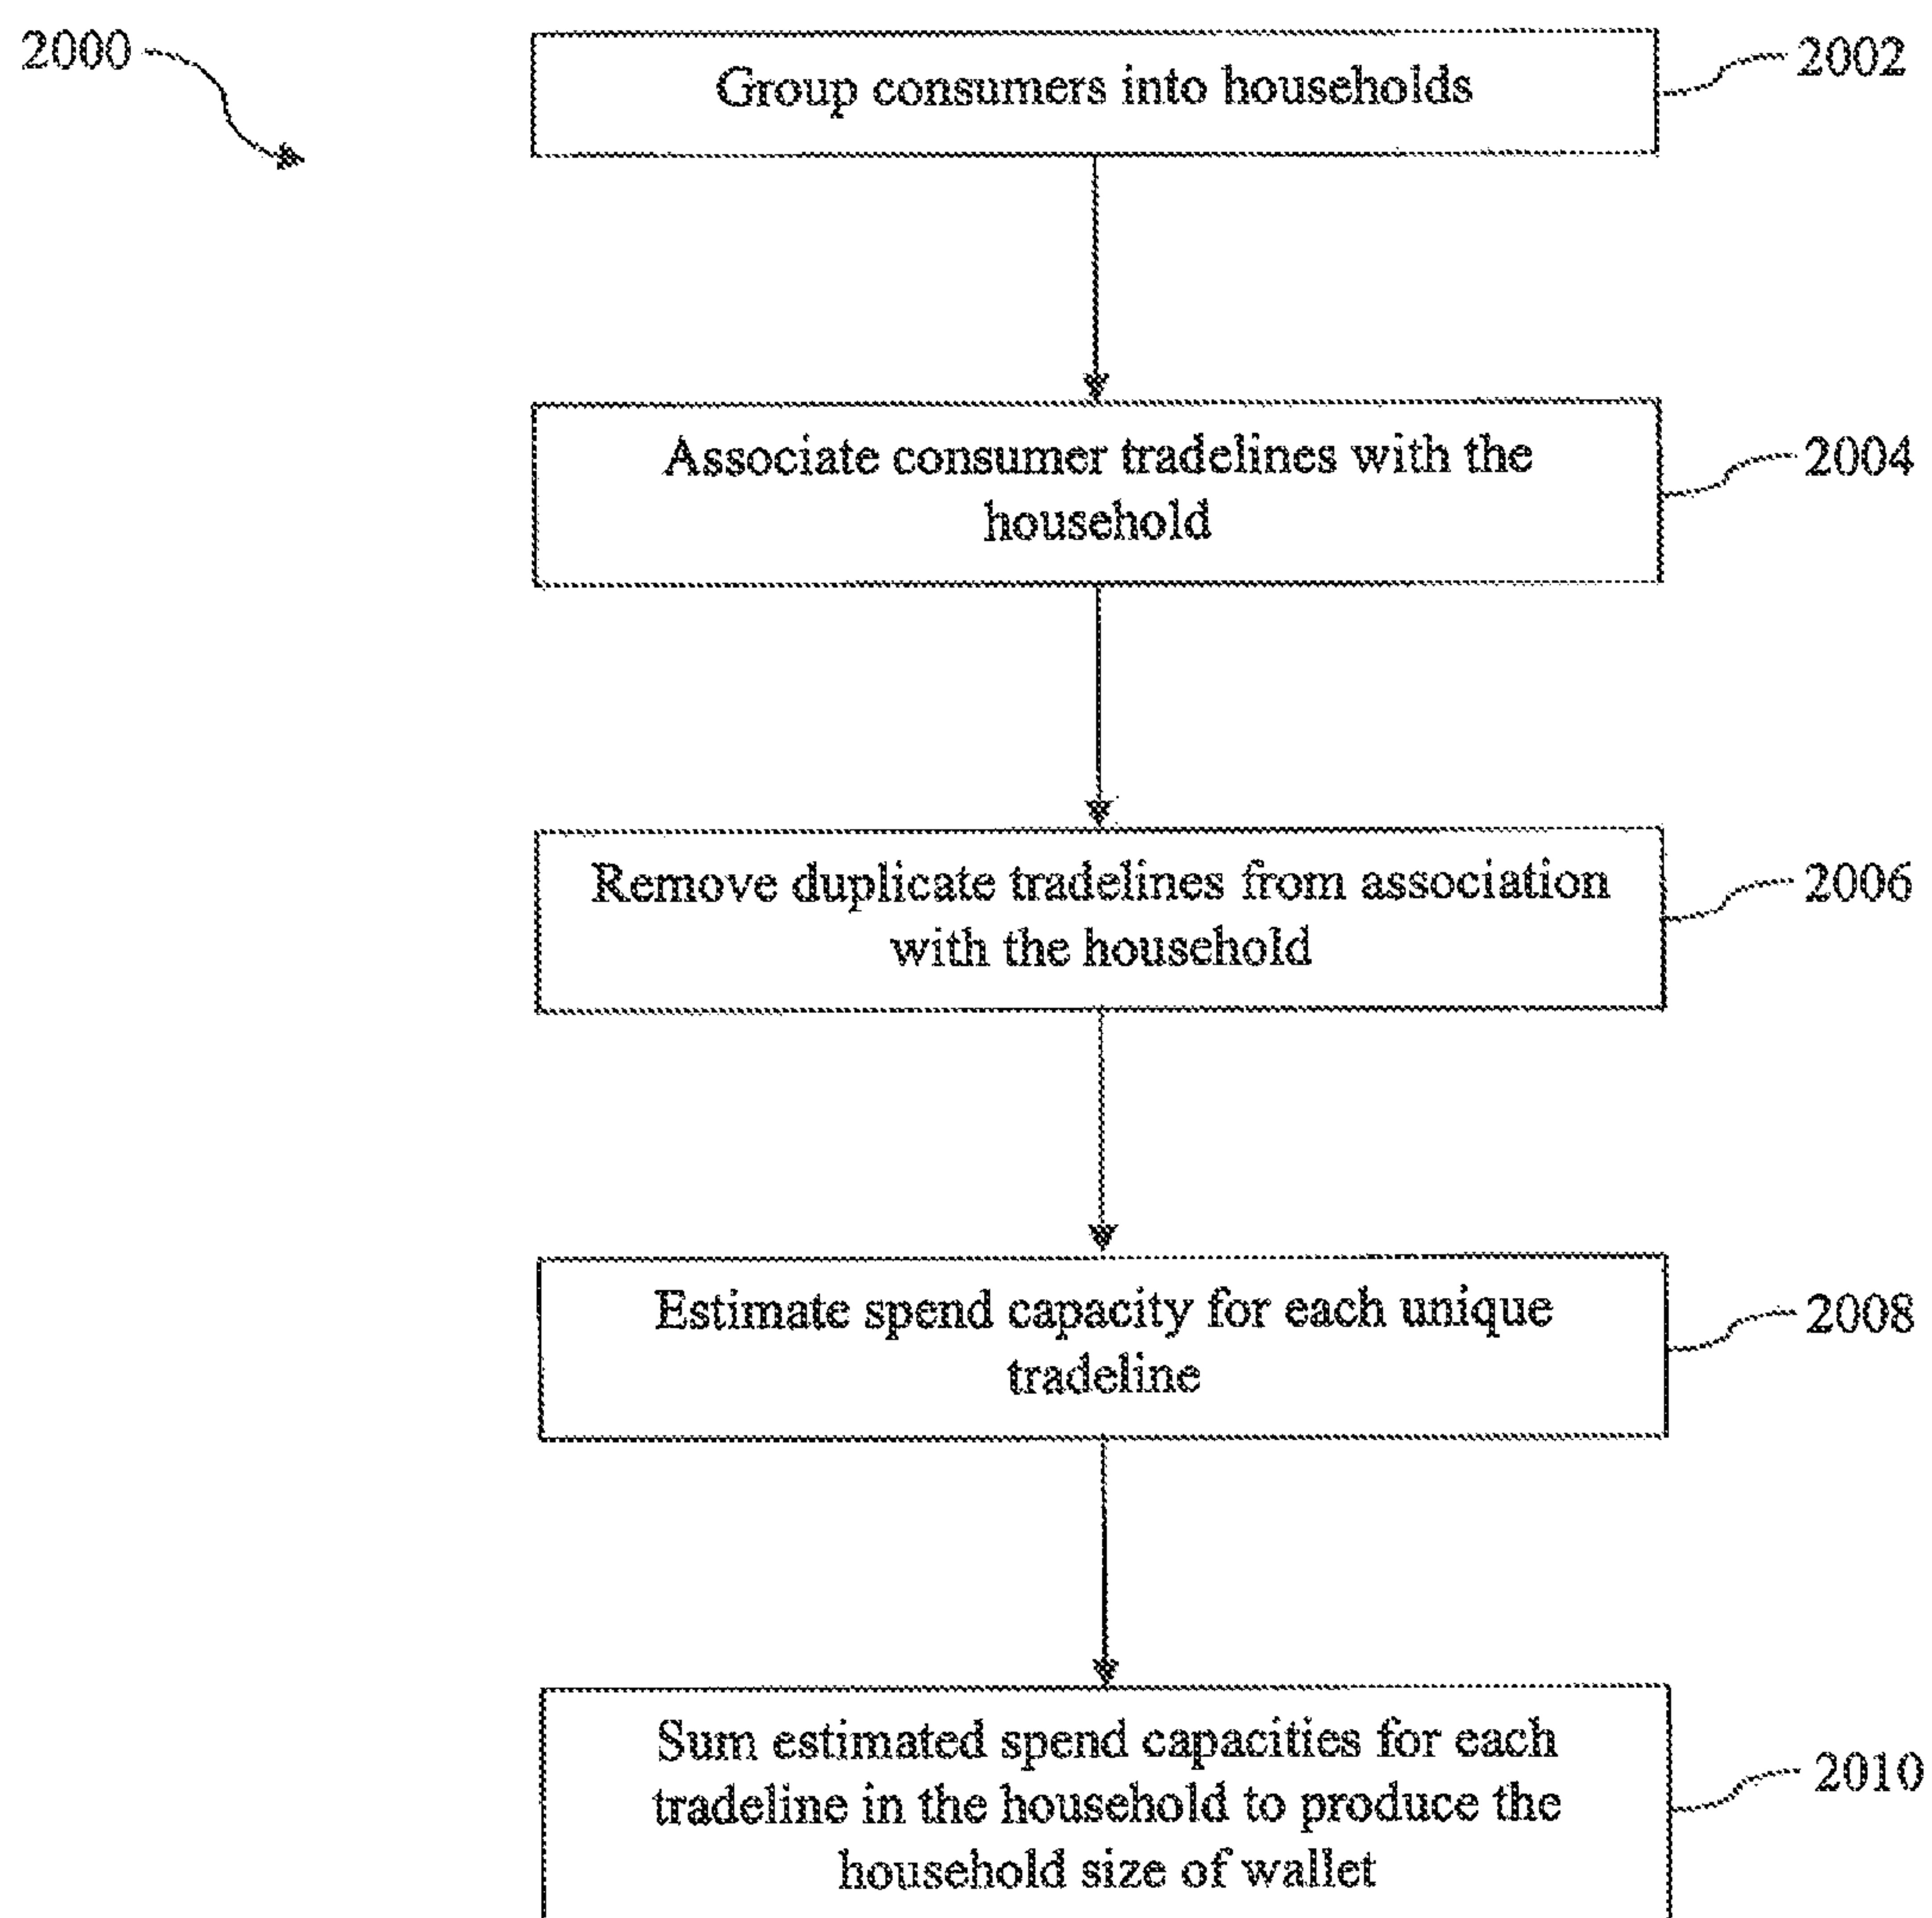 2000
Group consumers into households
2002
Associate consumer tradelines with the
household
2004
Remove duplicate tradelines from association
with the household
2006
Estimate spend capacity for each unique
tradeline
2008
Sum estimated spend capacities for each
tradeline in the household to produce the
household size of wallet
2010